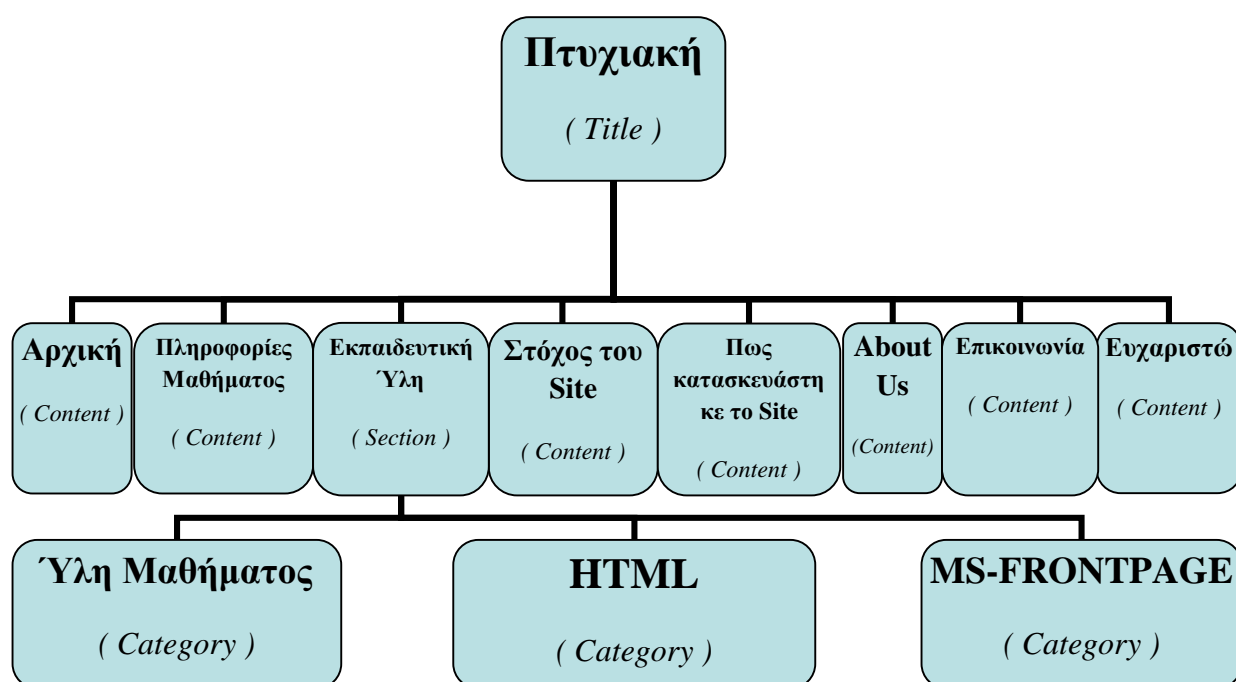 Πτυχιακή
( Title )
Αρχική
( Content )
Πληροφορίες
Μαθήματος
( Content )
Εκπαιδευτική
Ύλη
( Section )
Στόχος του
Site
( Content )
Πως
κατασκευάστη
κε το Site
( Content )
About
Us
(Content)
Επικοινωνία
( Content )
Ευχαριστώ
( Content )
Ύλη Μαθήματος
( Category )
HTML
( Category )
MS-FRONTPAGE
( Category )